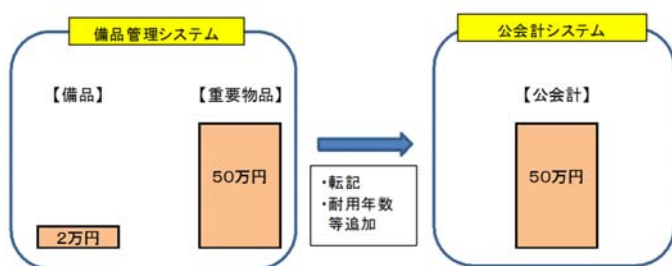 備品管理システム
公会計システム
【備品】
【重要物品】
【公会計】
50万円
2万円
・転記
・耐用年数
等追加
50万円